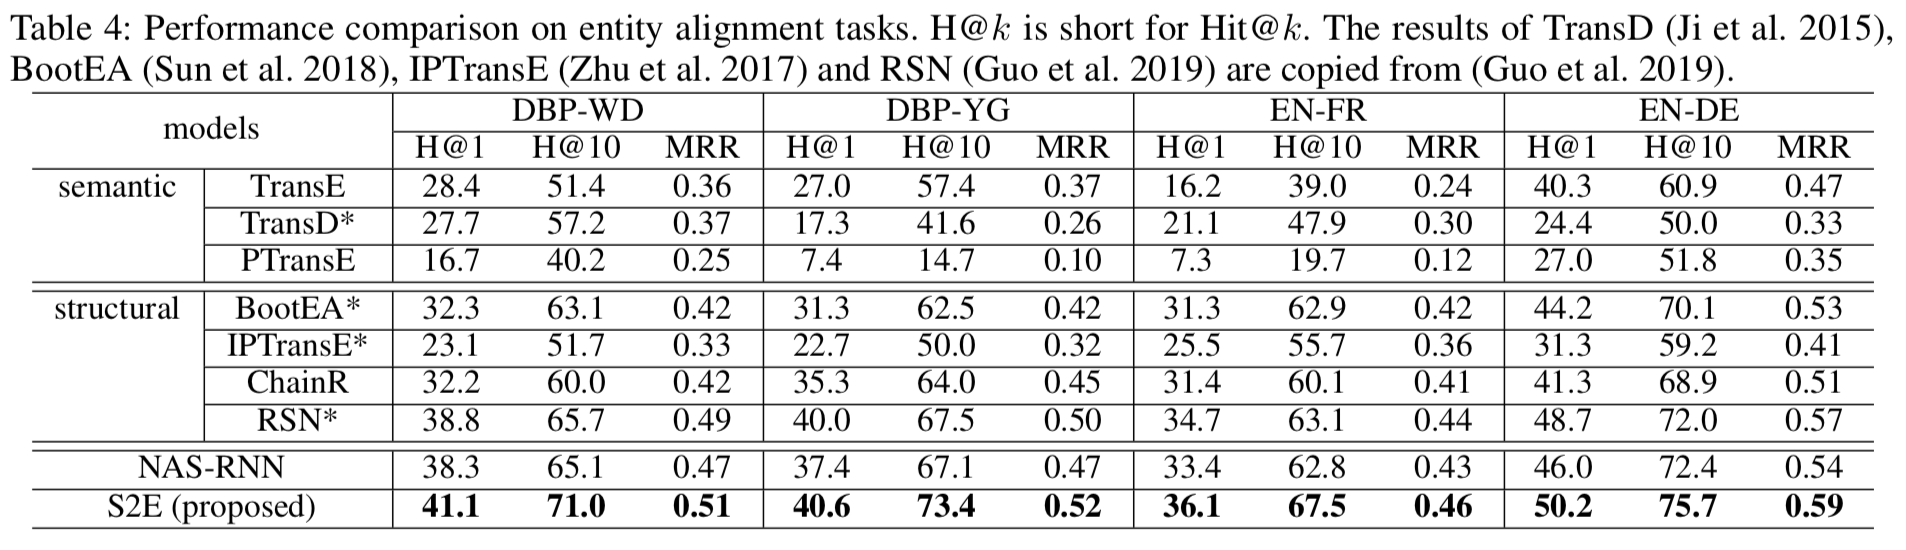 Table 4: Performance comparison on entity alignment tasks. H@k is short for Hit@k. The results of TransD (Ji et al. 2015),
BootEA (Sun et al. 2018), IPTransE (Zhu et al. 2017) and RSN (Guo et al. 2019) are copied from (Guo et al. 2019).
models DBP-WD DBP-YG EN-FR EN-DE
H@1 H@10 MRR H@1 H@10 MRR H@1 H@10 MRR H@1 H@10 MRR
semantic TransE 28.4 51.4 0.36 27.0 57.4 0.37 16.2 39.0 0.24 40.3 60.9 0.47
TransD* 27.7 57.2 0.37 17.3 41.6 0.26 21.1 47.9 0.30 24.4 50.0 0.33
PTransE 16.7 40.2 0.25 7.4 14.7 0.10 7.3 19.7 0.12 27.0 51.8 0.35
structural BootEA* 32.3 63.1 0.42 31.3 62.5 0.42 31.3 62.9 0.42 44.2 70.1 0.53
IPTransE* 23.1 51.7 0.33 22.7 50.0 0.32 25.5 55.7 0.36 31.3 59.2 0.41
ChainR 32.2 60.0 0.42 35.3 64.0 0.45 31.4 60.1 0.41 41.3 68.9 0.51
RSN* 38.8 65.7 0.49 40.0 67.5 0.50 34.7 63.1 0.44 48.7 72.0 0.57
NAS-RNN 38.3 65.1 0.47 37.4 67.1 0.47 33.4 62.8 0.43 46.0 72.4 0.54
S2E (proposed) 41.1 71.0 0.51 40.6 73.4 0.52 36.1 67.5 0.46 50.2 75.7 0.59